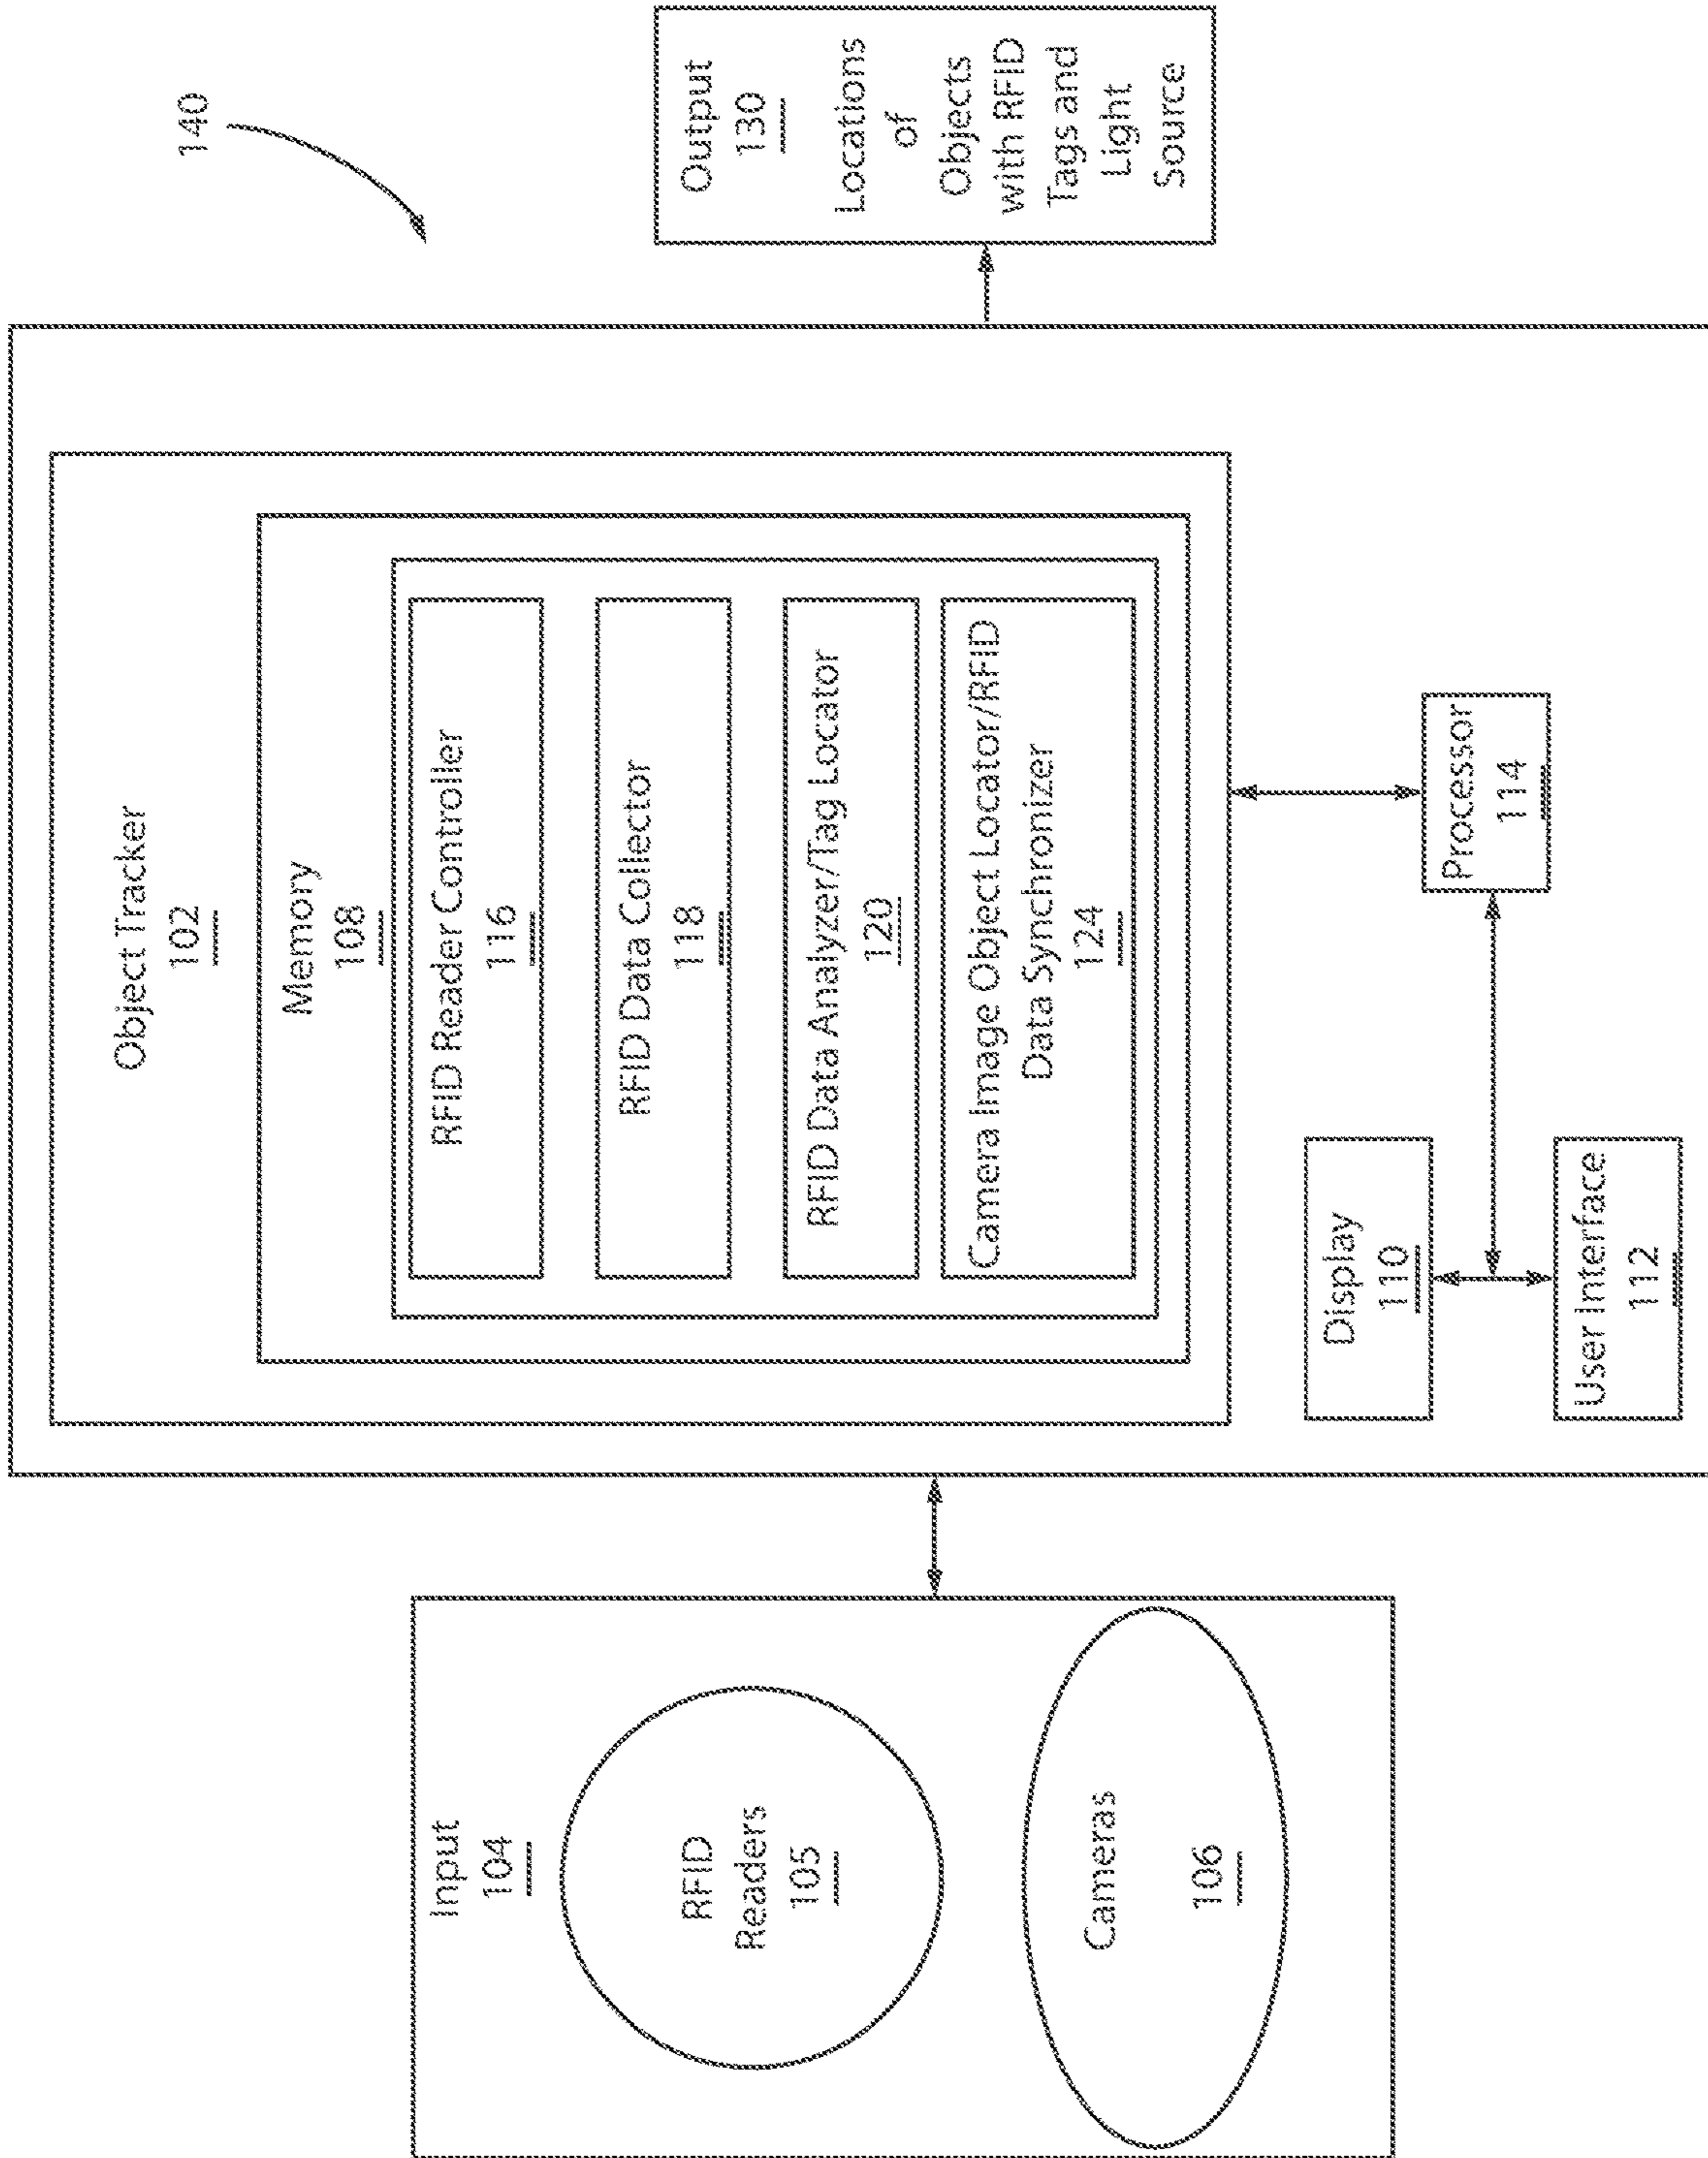 140
Input
104
RFID
Readers
105
Cameras
106
Object Tracker
102
Memory
108
RFID Reader Controller
116
RFID Data Collector
118
RFID Data Analyzer/Tag Locator
120
Camera Image Object Locator/RFID
Data Synchronizer
124
Display
110
User Interface
112
Processor
114
Output
130
Locations
of
Objects
with RFID
Tags and
Light
Source